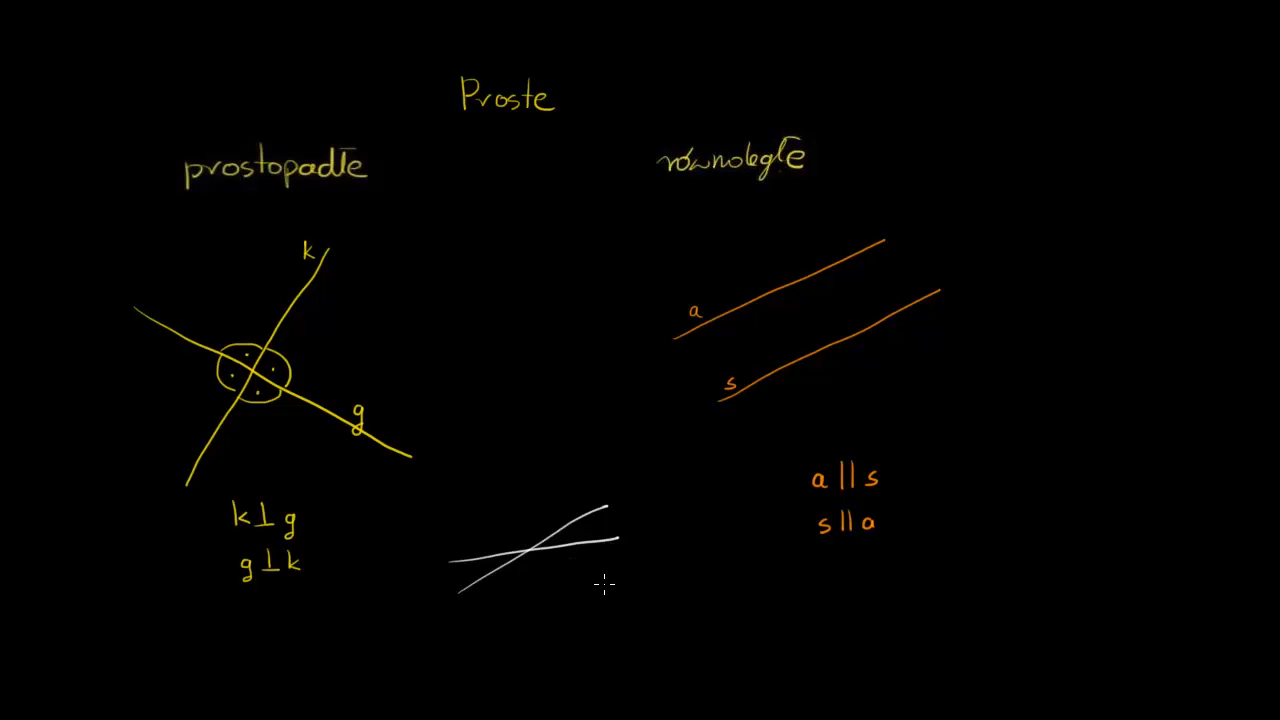 Proste
prostopadłe
równoległe
k
g
a
s
k ⊥ g
g ⊥ k
a || s
s || a